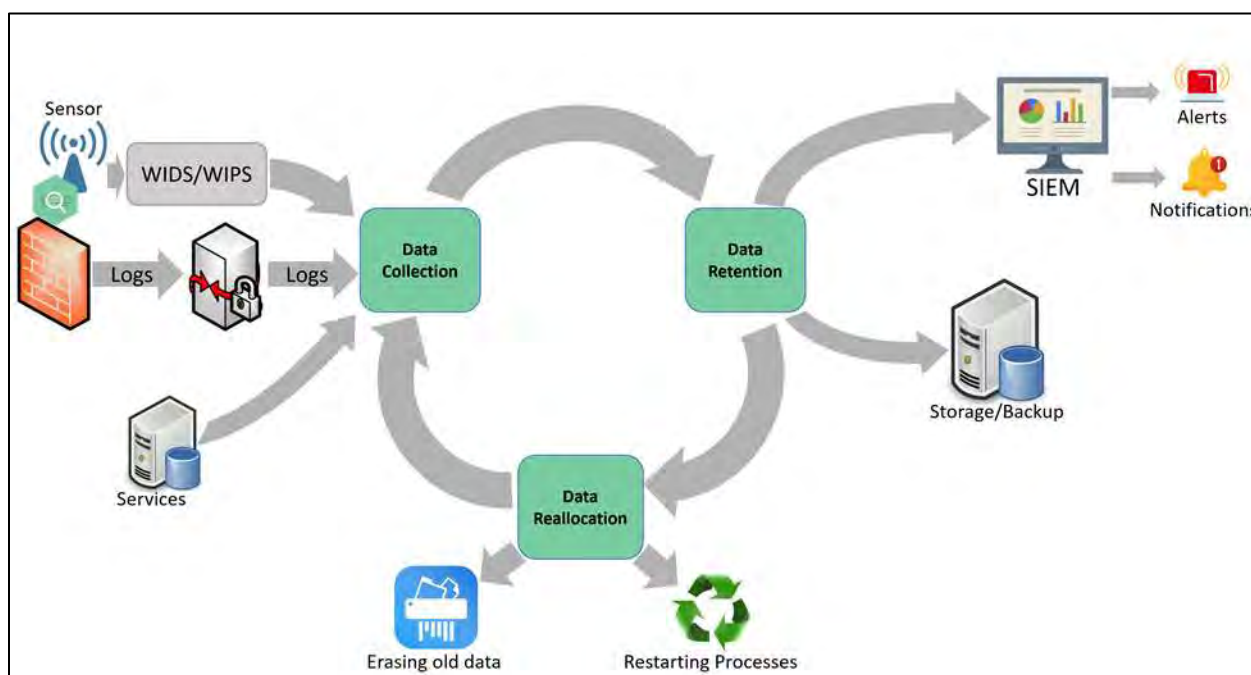 Sensor
WIDS/WIPS
Logs
Logs
Data
Collection
Services
Data
Retention
SIEM
1
Alerts
Notifications
Storage/Backup
Data
Reallocation
Erasing old data
Restarting Processes